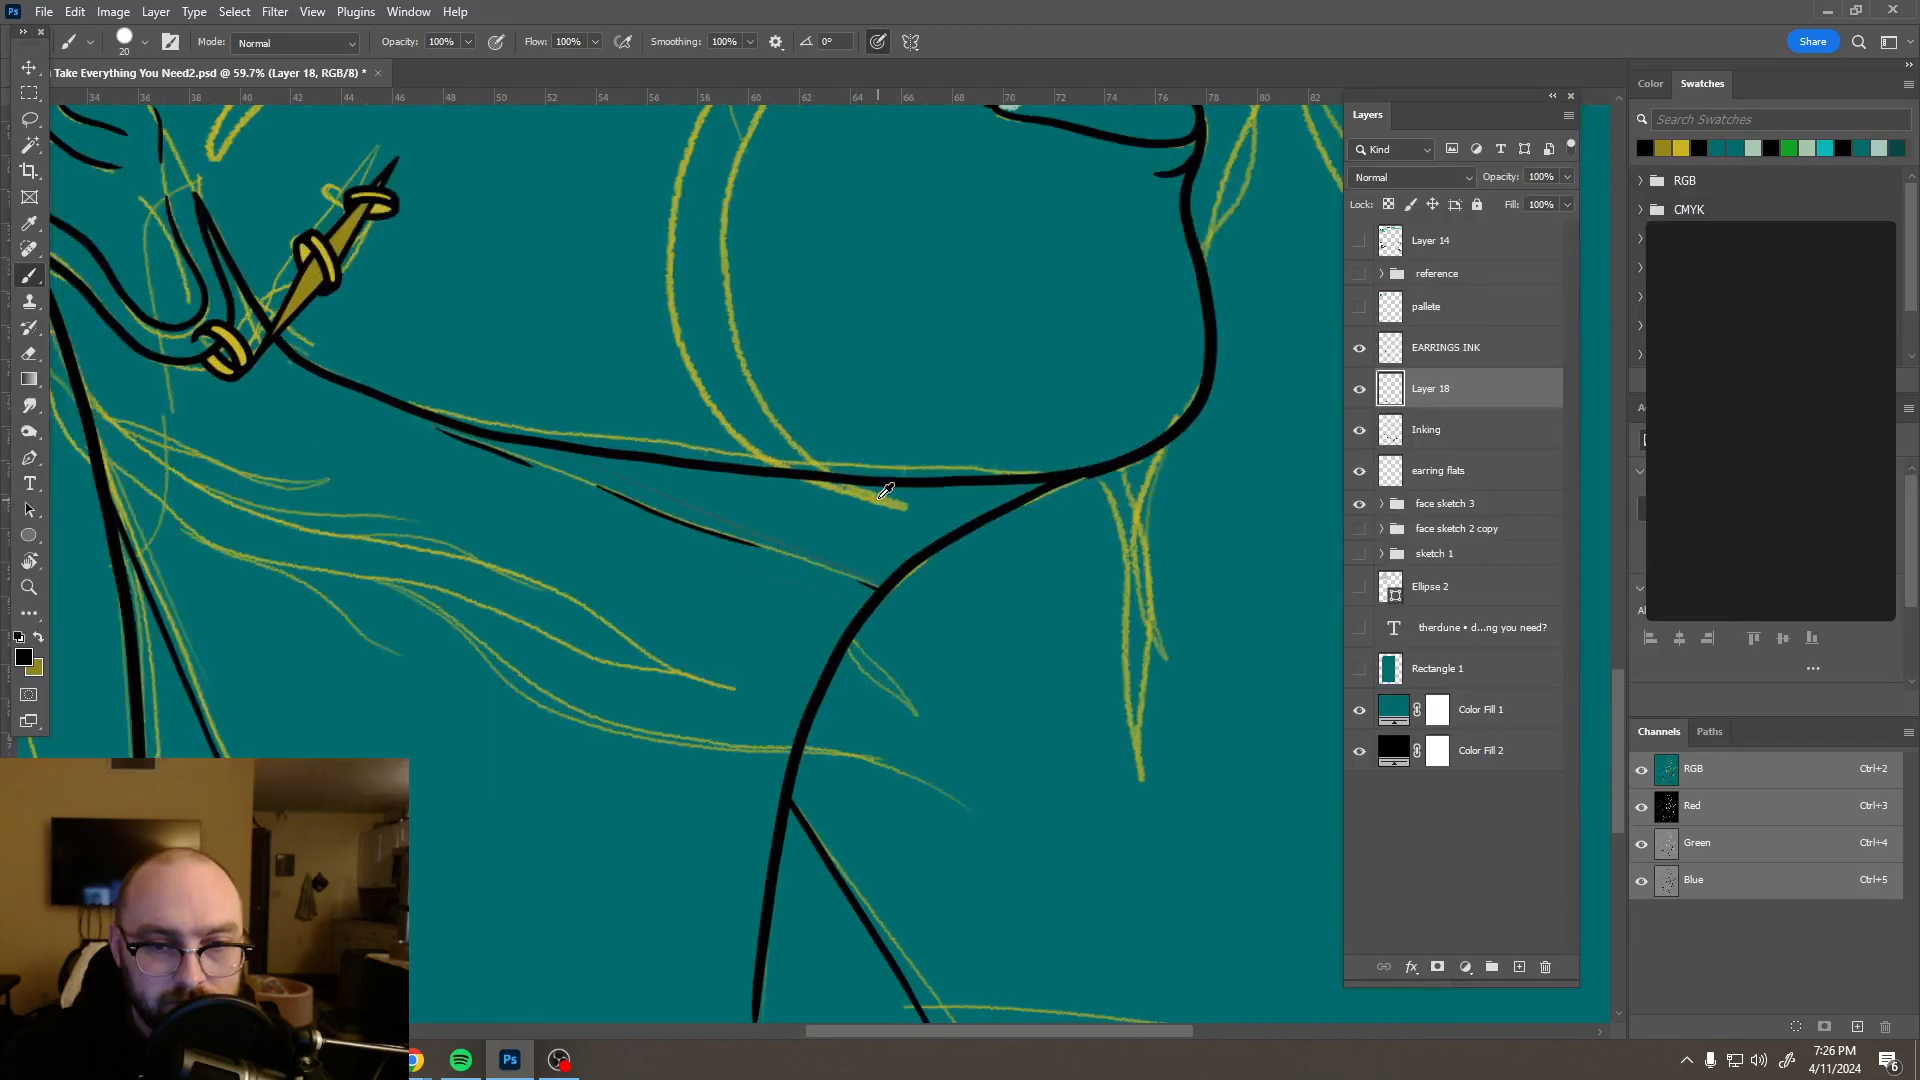 Ps File Edit Image Layer Type Select Filter View Plugins Window Help
20 Mode: Normal Opacity: 100% Flow: 100% Smoothing: 100% 0° Share
Take Everything You Need2.psd @ 59.7% (Layer 18, RGB/8) *
34 36 38 40 42 44 46 50 52 54 56 58 60 62 64 66 68 70 72 74 76 78 80 82
Layers
Kind
Normal Opacity: 100%
Lock: Fill: 100%
Layer 14
reference
pallete
EARRINGS INK
Layer 18
Inking
earring flats
face sketch 3
face sketch 2 copy
sketch 1
Ellipse 2
T therdune • d...ng you need?
Rectangle 1
Color Fill 1
Color Fill 2
fx
Color Swatches
Search Swatches
RGB
CMYK
Channels Paths
RGB Ctrl+2
Red Ctrl+3
Green Ctrl+4
Blue Ctrl+5
Ps
7:26 PM
4/11/2024
6